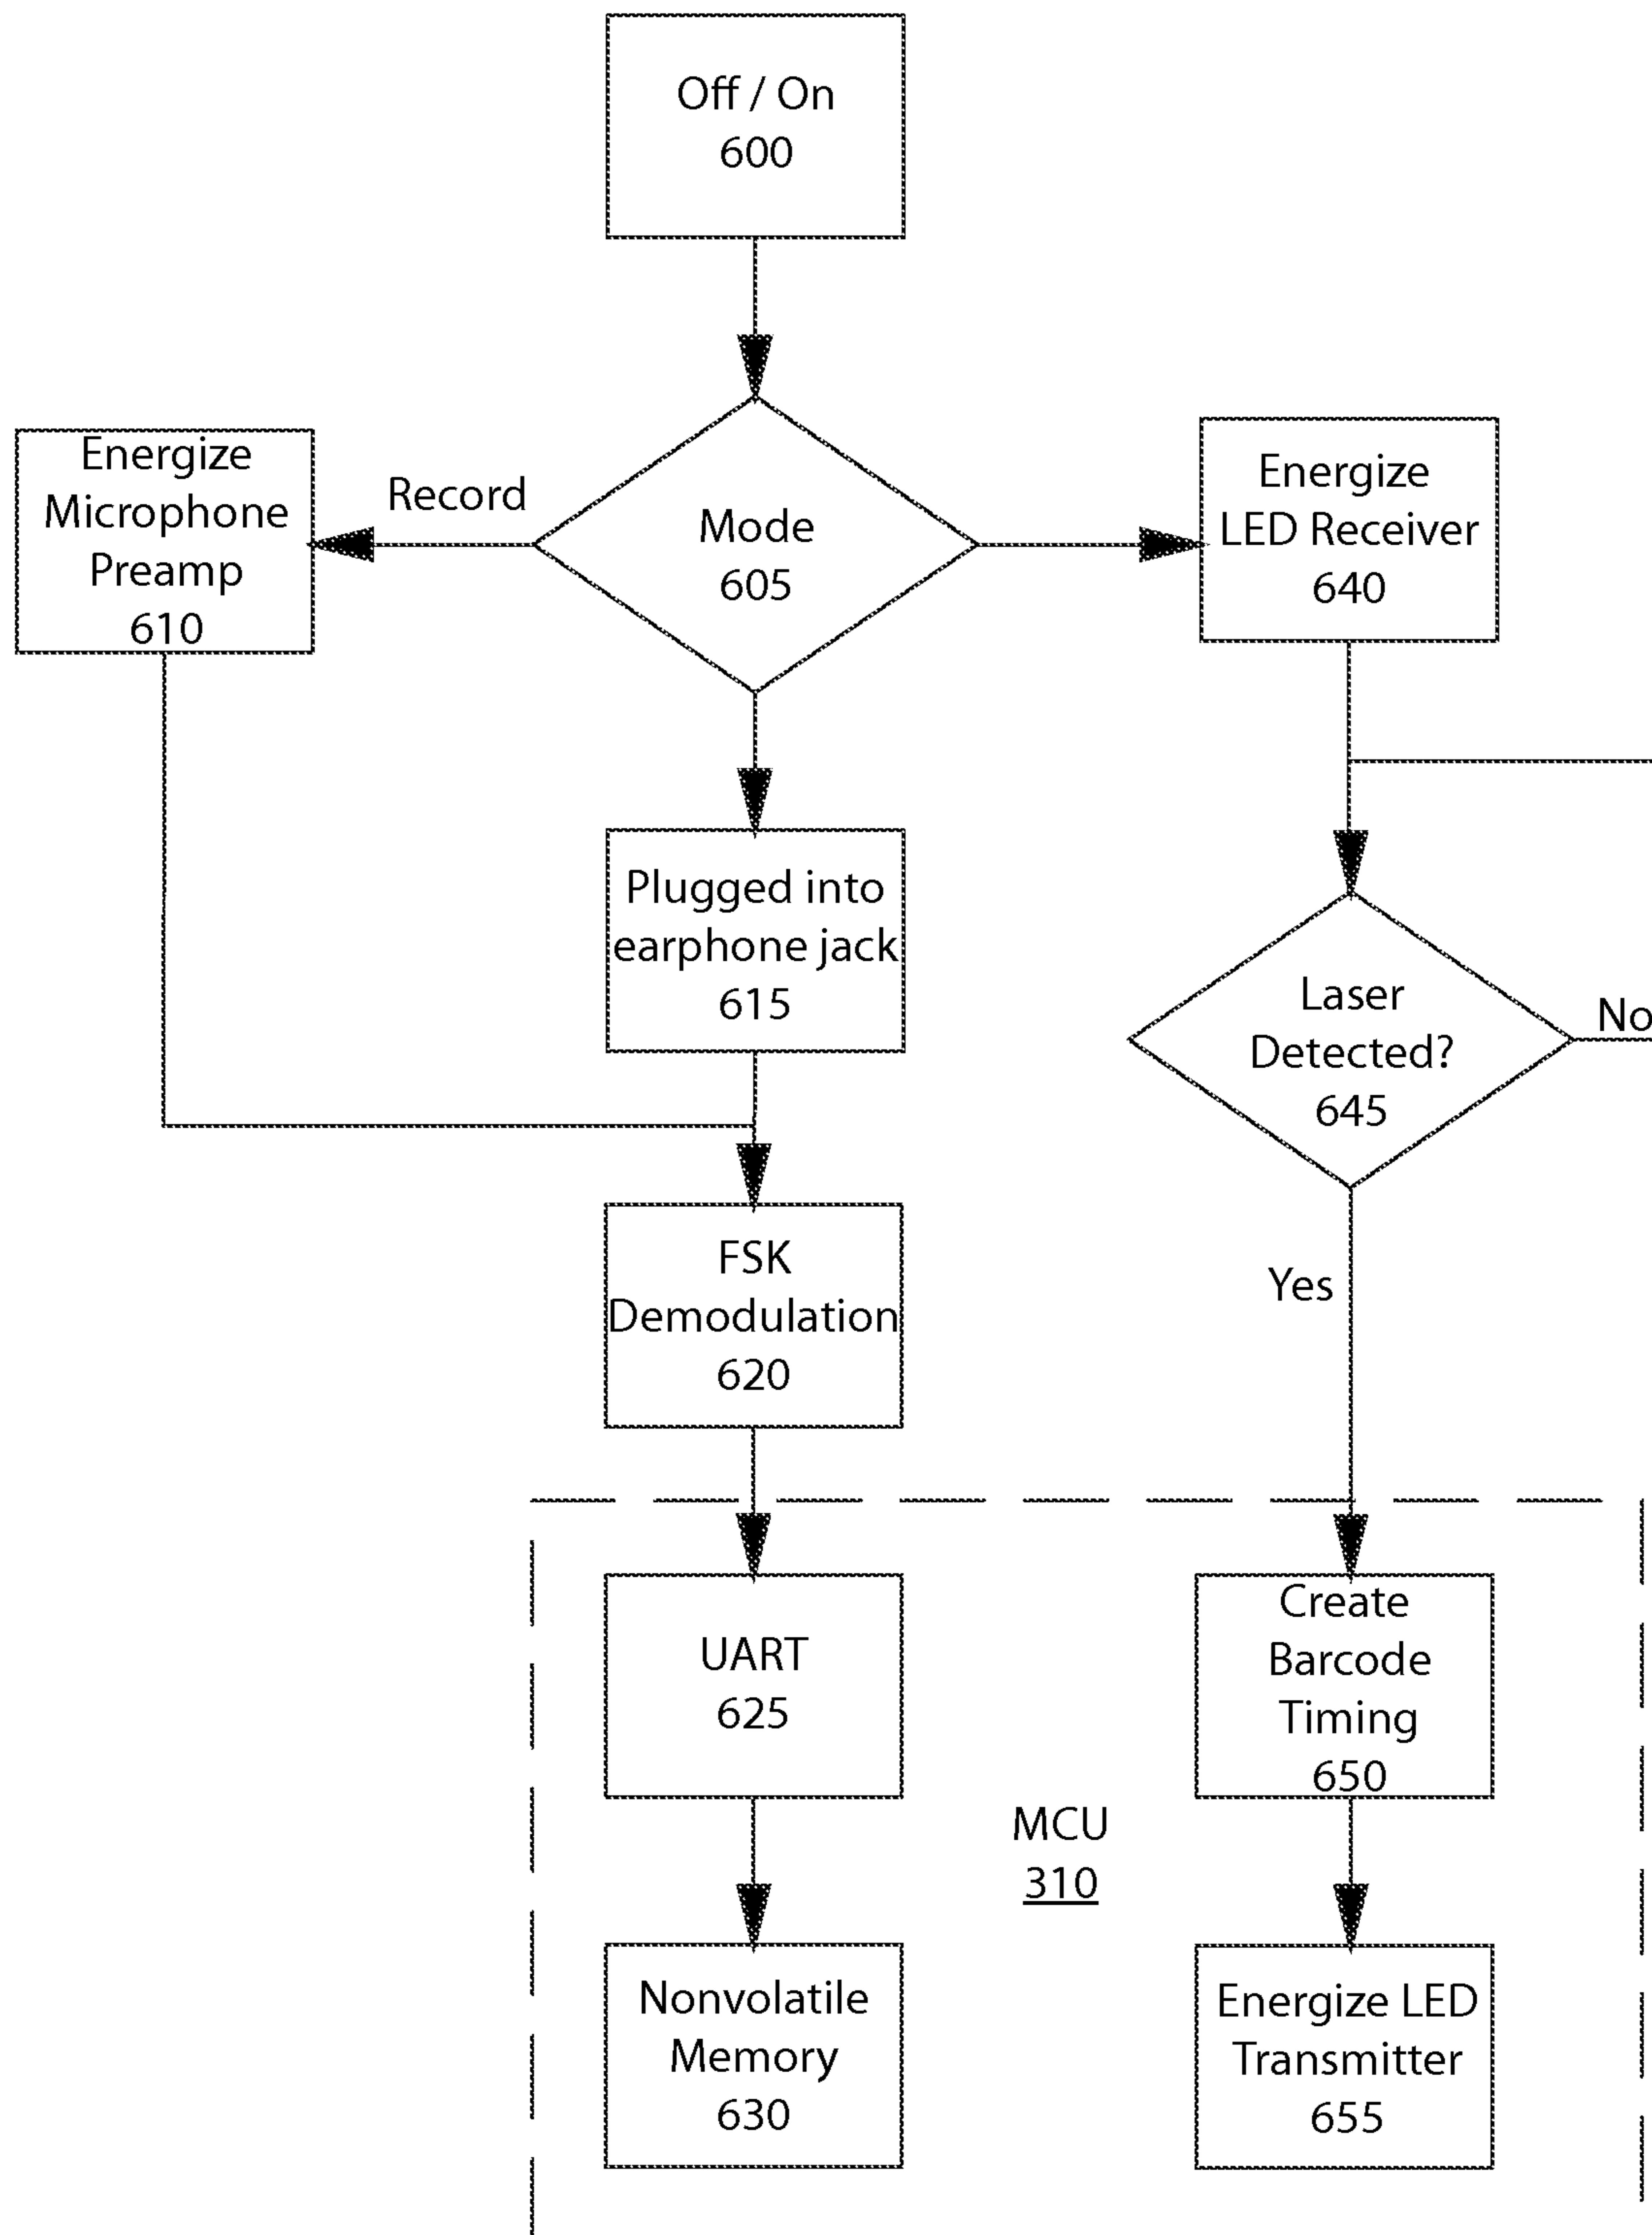 Off / On
600
Energize
Microphone
Preamp
610
Record
Mode
605
Energize
LED Receiver
640
Plugged into
earphone jack
615
Laser
Detected?
645
No
FSK
Demodulation
620
Yes
UART
625
Create
Barcode
Timing
650
MCU
310
Nonvolatile
Memory
630
Energize LED
Transmitter
655